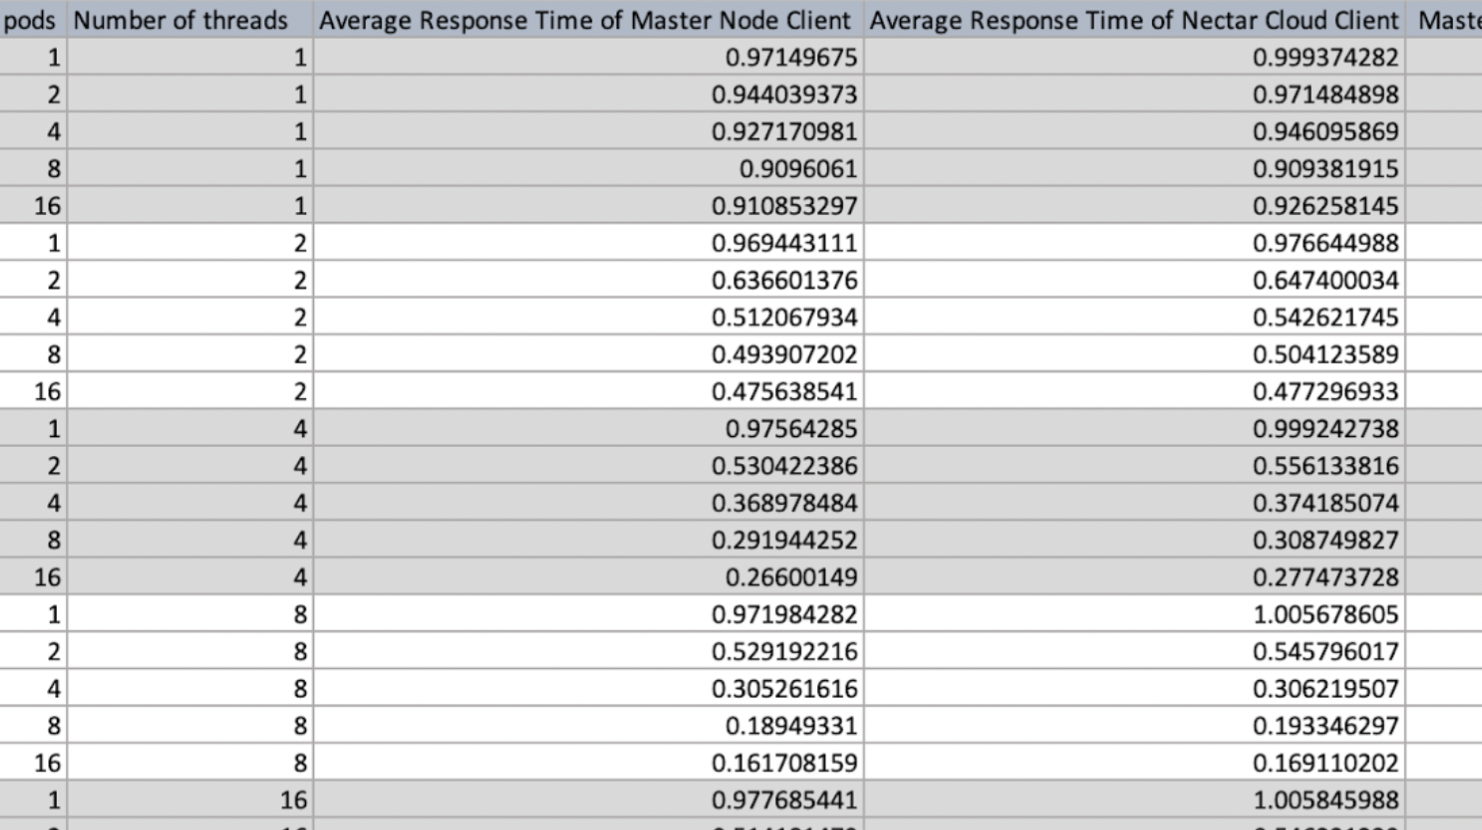 pods Number of threads Average Response Time of Master Node Client Average Response Time of Nectar Cloud Client
1 1 0.97149675 0.999374282
2 1 0.944039373 0.971484898
4 1 0.927170981 0.946095869
8 1 0.9096061 0.909381915
16 1 0.910853297 0.926258145
1 2 0.969443111 0.976644988
2 2 0.636601376 0.647400034
4 2 0.512067934 0.542621745
8 2 0.493907202 0.504123589
16 2 0.475638541 0.477296933
1 4 0.97564285 0.999242738
2 4 0.530422386 0.556133816
4 4 0.368978484 0.374185074
8 4 0.291944252 0.308749827
16 4 0.26600149 0.277473728
1 8 0.971984282 1.005678605
2 8 0.529192216 0.545796017
4 8 0.305261616 0.306219507
8 8 0.18949331 0.193346297
16 8 0.161708159 0.169110202
1 16 0.977685441 1.005845988